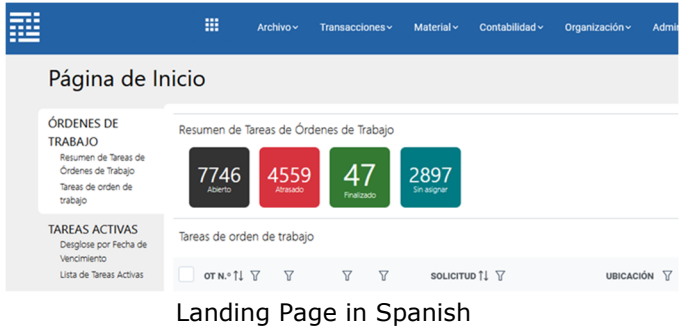 Archivo Transacciones Material Contabilidad Organización Admi
Página de Inicio
ÓRDENES DE
TRABAJO
Resumen de Tareas de
Órdenes de Trabajo
Tareas de orden de
trabajo
TAREAS ACTIVAS
Desglose por Fecha de
Vencimiento
Lista de Tareas Activas
Resumen de Tareas de Órdenes de Trabajo
7746 4559 47 2897
Abierto Atrasado Finalizado Sin asignar
Tareas de orden de trabajo
OT N.º SOLICITUD UBICACIÓN
Landing Page in Spanish